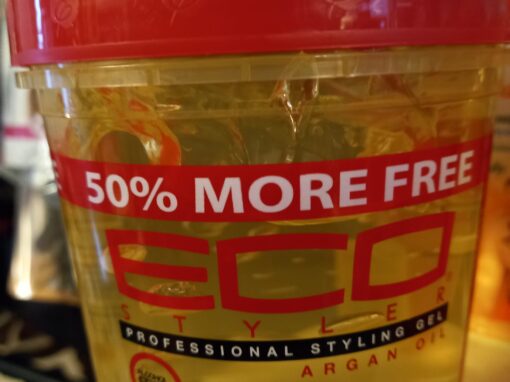 50% MORE FREE
ECO
STYLER
PROFESSIONAL STYLING GEL
ARGAN OIL